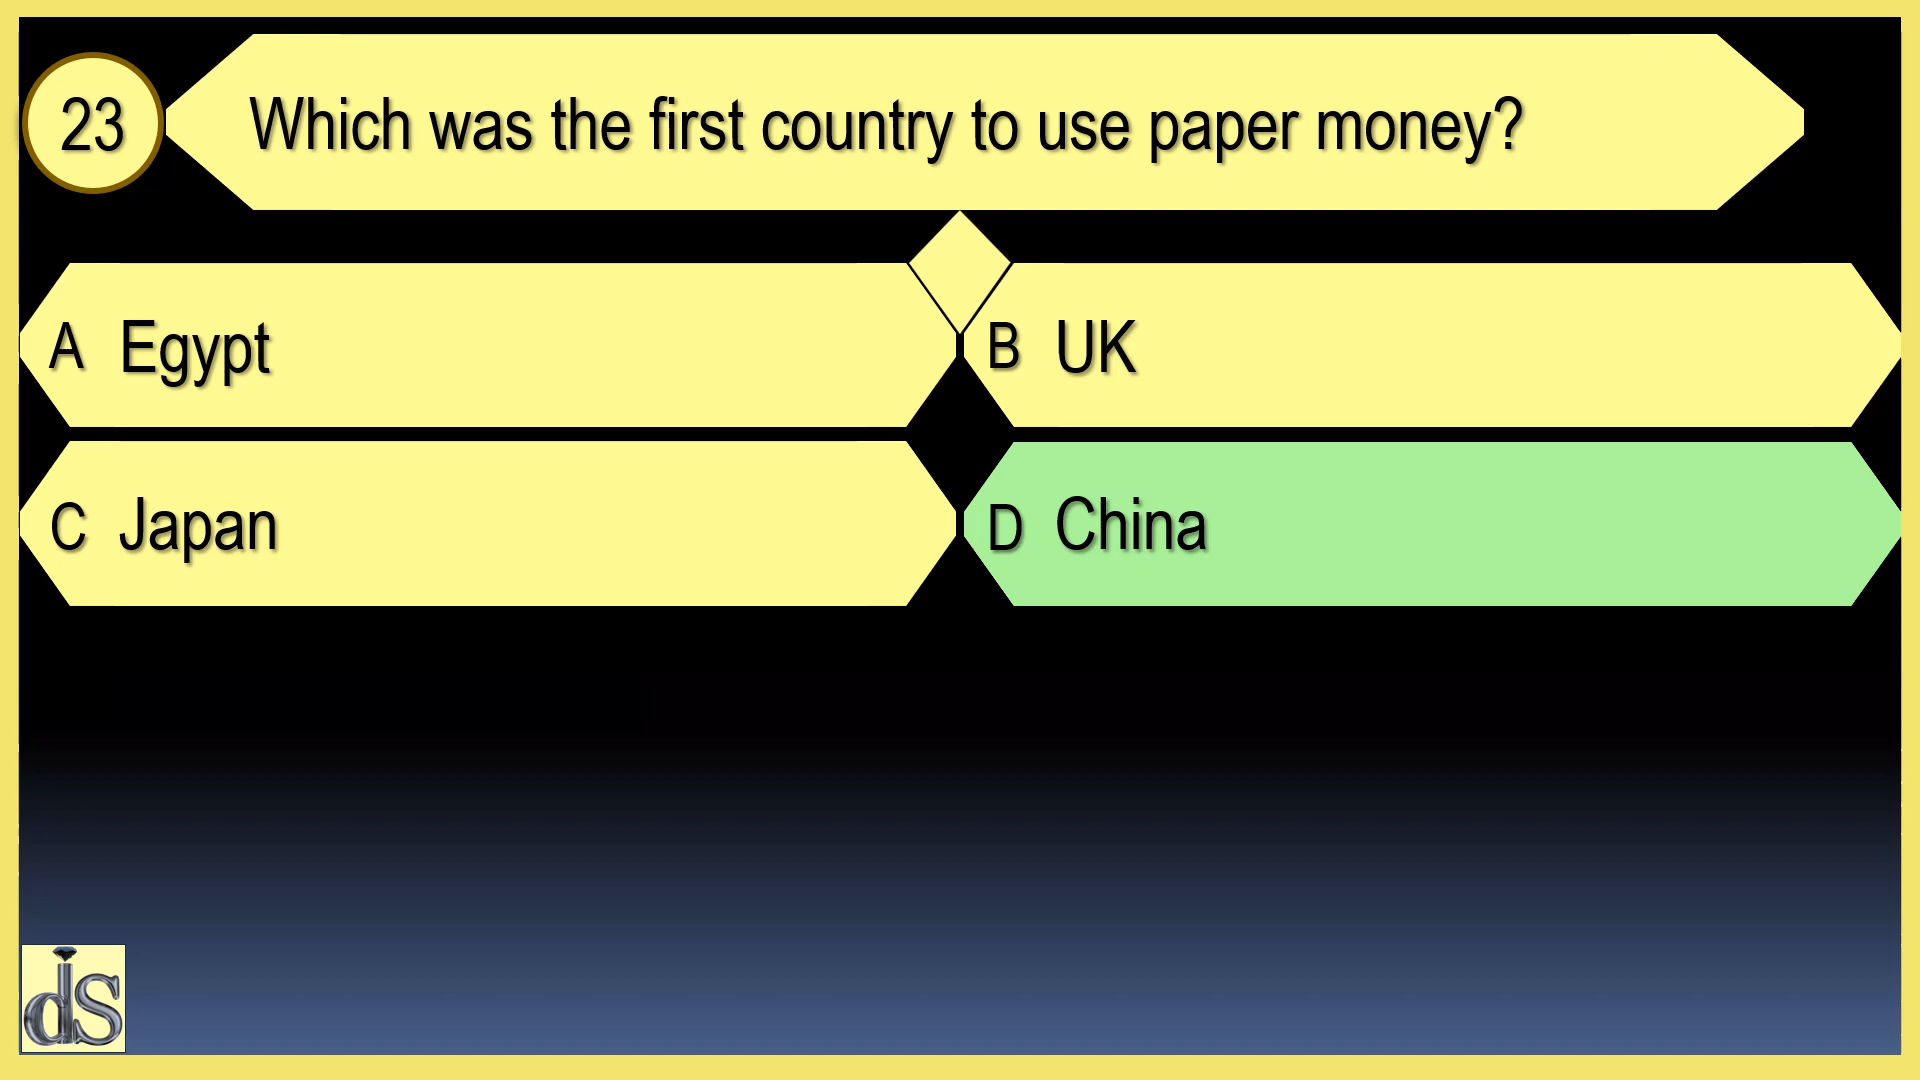 23 Which was the first country to use paper money?
A Egypt
B UK
C Japan
D China
ds